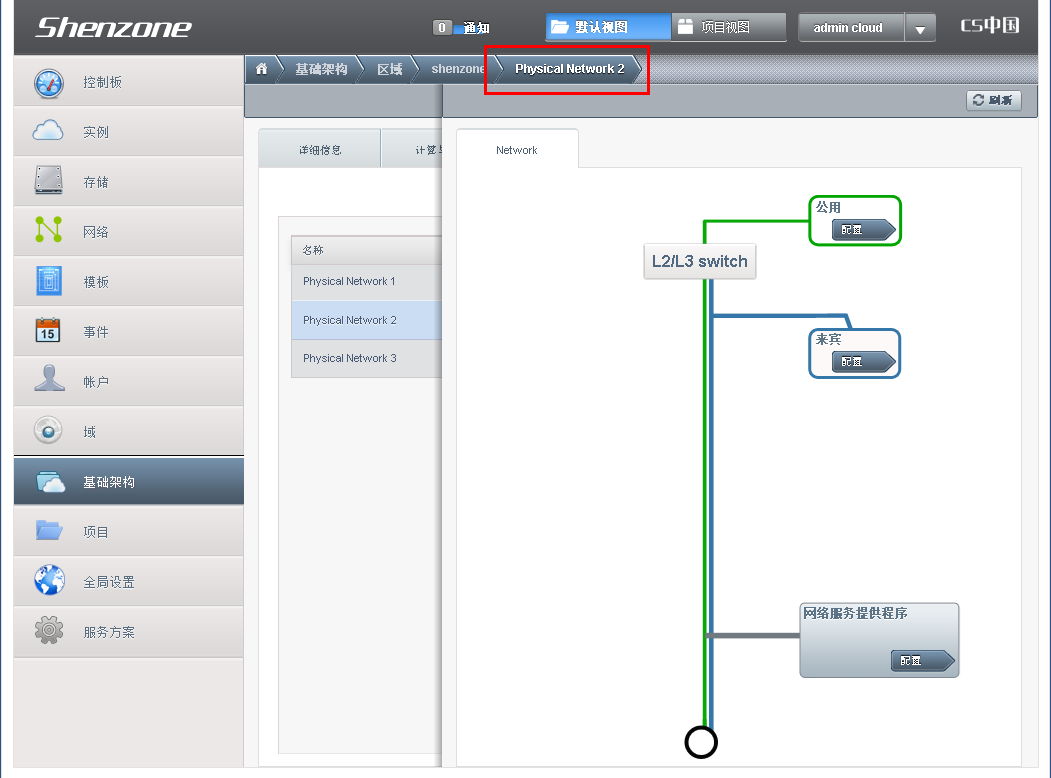 Shenzone
0 通知
默认视图
项目视图
admin cloud
CS中国
基础架构
区域
shenzone
Physical Network 2
刷新
控制板
实例
存储
网络
模板
15
事件
帐户
域
基础架构
项目
全局设置
服务方案
详细信息
计算
名称
Physical Network 1
Physical Network 2
Physical Network 3
Network
公用
配置
L2/L3 switch
来宾
配置
网络服务提供程序
配置